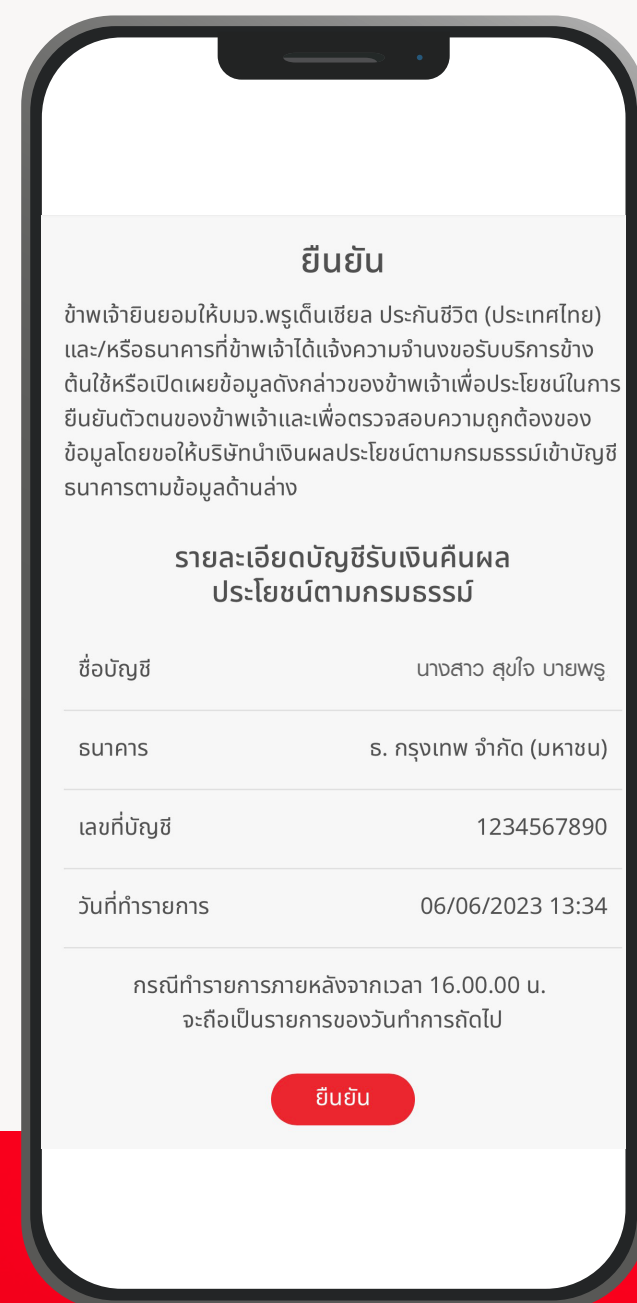 ยืนยัน
ข้าพเจ้ายินยอมให้บมจ.พรูเด็นเชียล ประกันชีวิต (ประเทศไทย)
และ/หรือธนาคารที่ข้าพเจ้าได้แจ้งความจำนงขอรับบริการข้าง
ต้นใช้หรือเปิดเผยข้อมูลดังกล่าวของข้าพเจ้าเพื่อประโยชน์ในการ
ยืนยันตัวตนของข้าพเจ้าและเพื่อตรวจสอบความถูกต้องของ
ข้อมูลโดยขอให้บริษัทนำเงินผลประโยชน์ตามกรมธรรม์เข้าบัญชี
ธนาคารตามข้อมูลด้านล่าง
รายละเอียดบัญชีรับเงินคืนผล
ประโยชน์ตามกรมธรรม์
ชื่อบัญชี นางสาว สุขใจ บายพรู
ธนาคาร ธ. กรุงเทพ จำกัด (มหาชน)
เลขที่บัญชี 1234567890
วันที่ทำรายการ 06/06/2023 13:34
กรณีทำรายการภายหลังจากเวลา 16.00.00 น.
จะถือเป็นรายการของวันทำการถัดไป
ยืนยัน